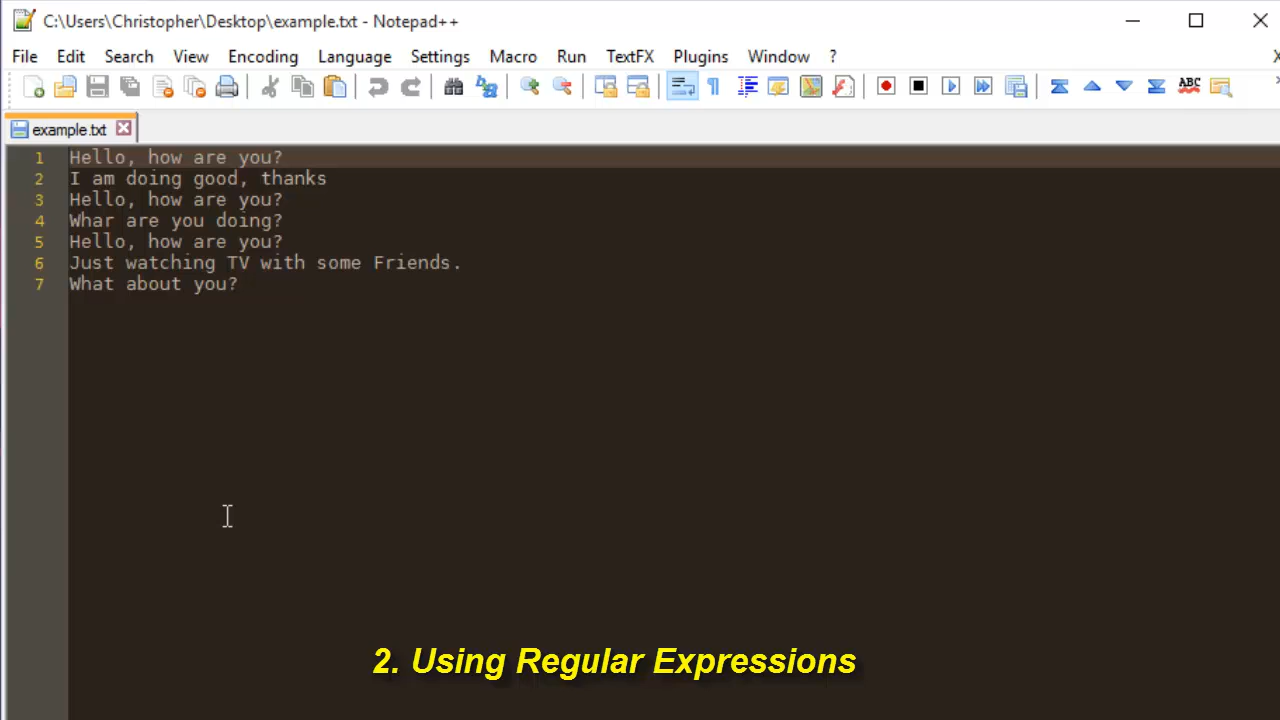 C:\Users\Christopher\Desktop\example.txt - Notepad++
File Edit Search View Encoding Language Settings Macro Run TextFX Plugins Window ?
ABC
example.txt
1 Hello, how are you?
2 I am doing good, thanks
3 Hello, how are you?
4 Whar are you doing?
5 Hello, how are you?
6 Just watching TV with some Friends.
7 What about you?
2. Using Regular Expressions